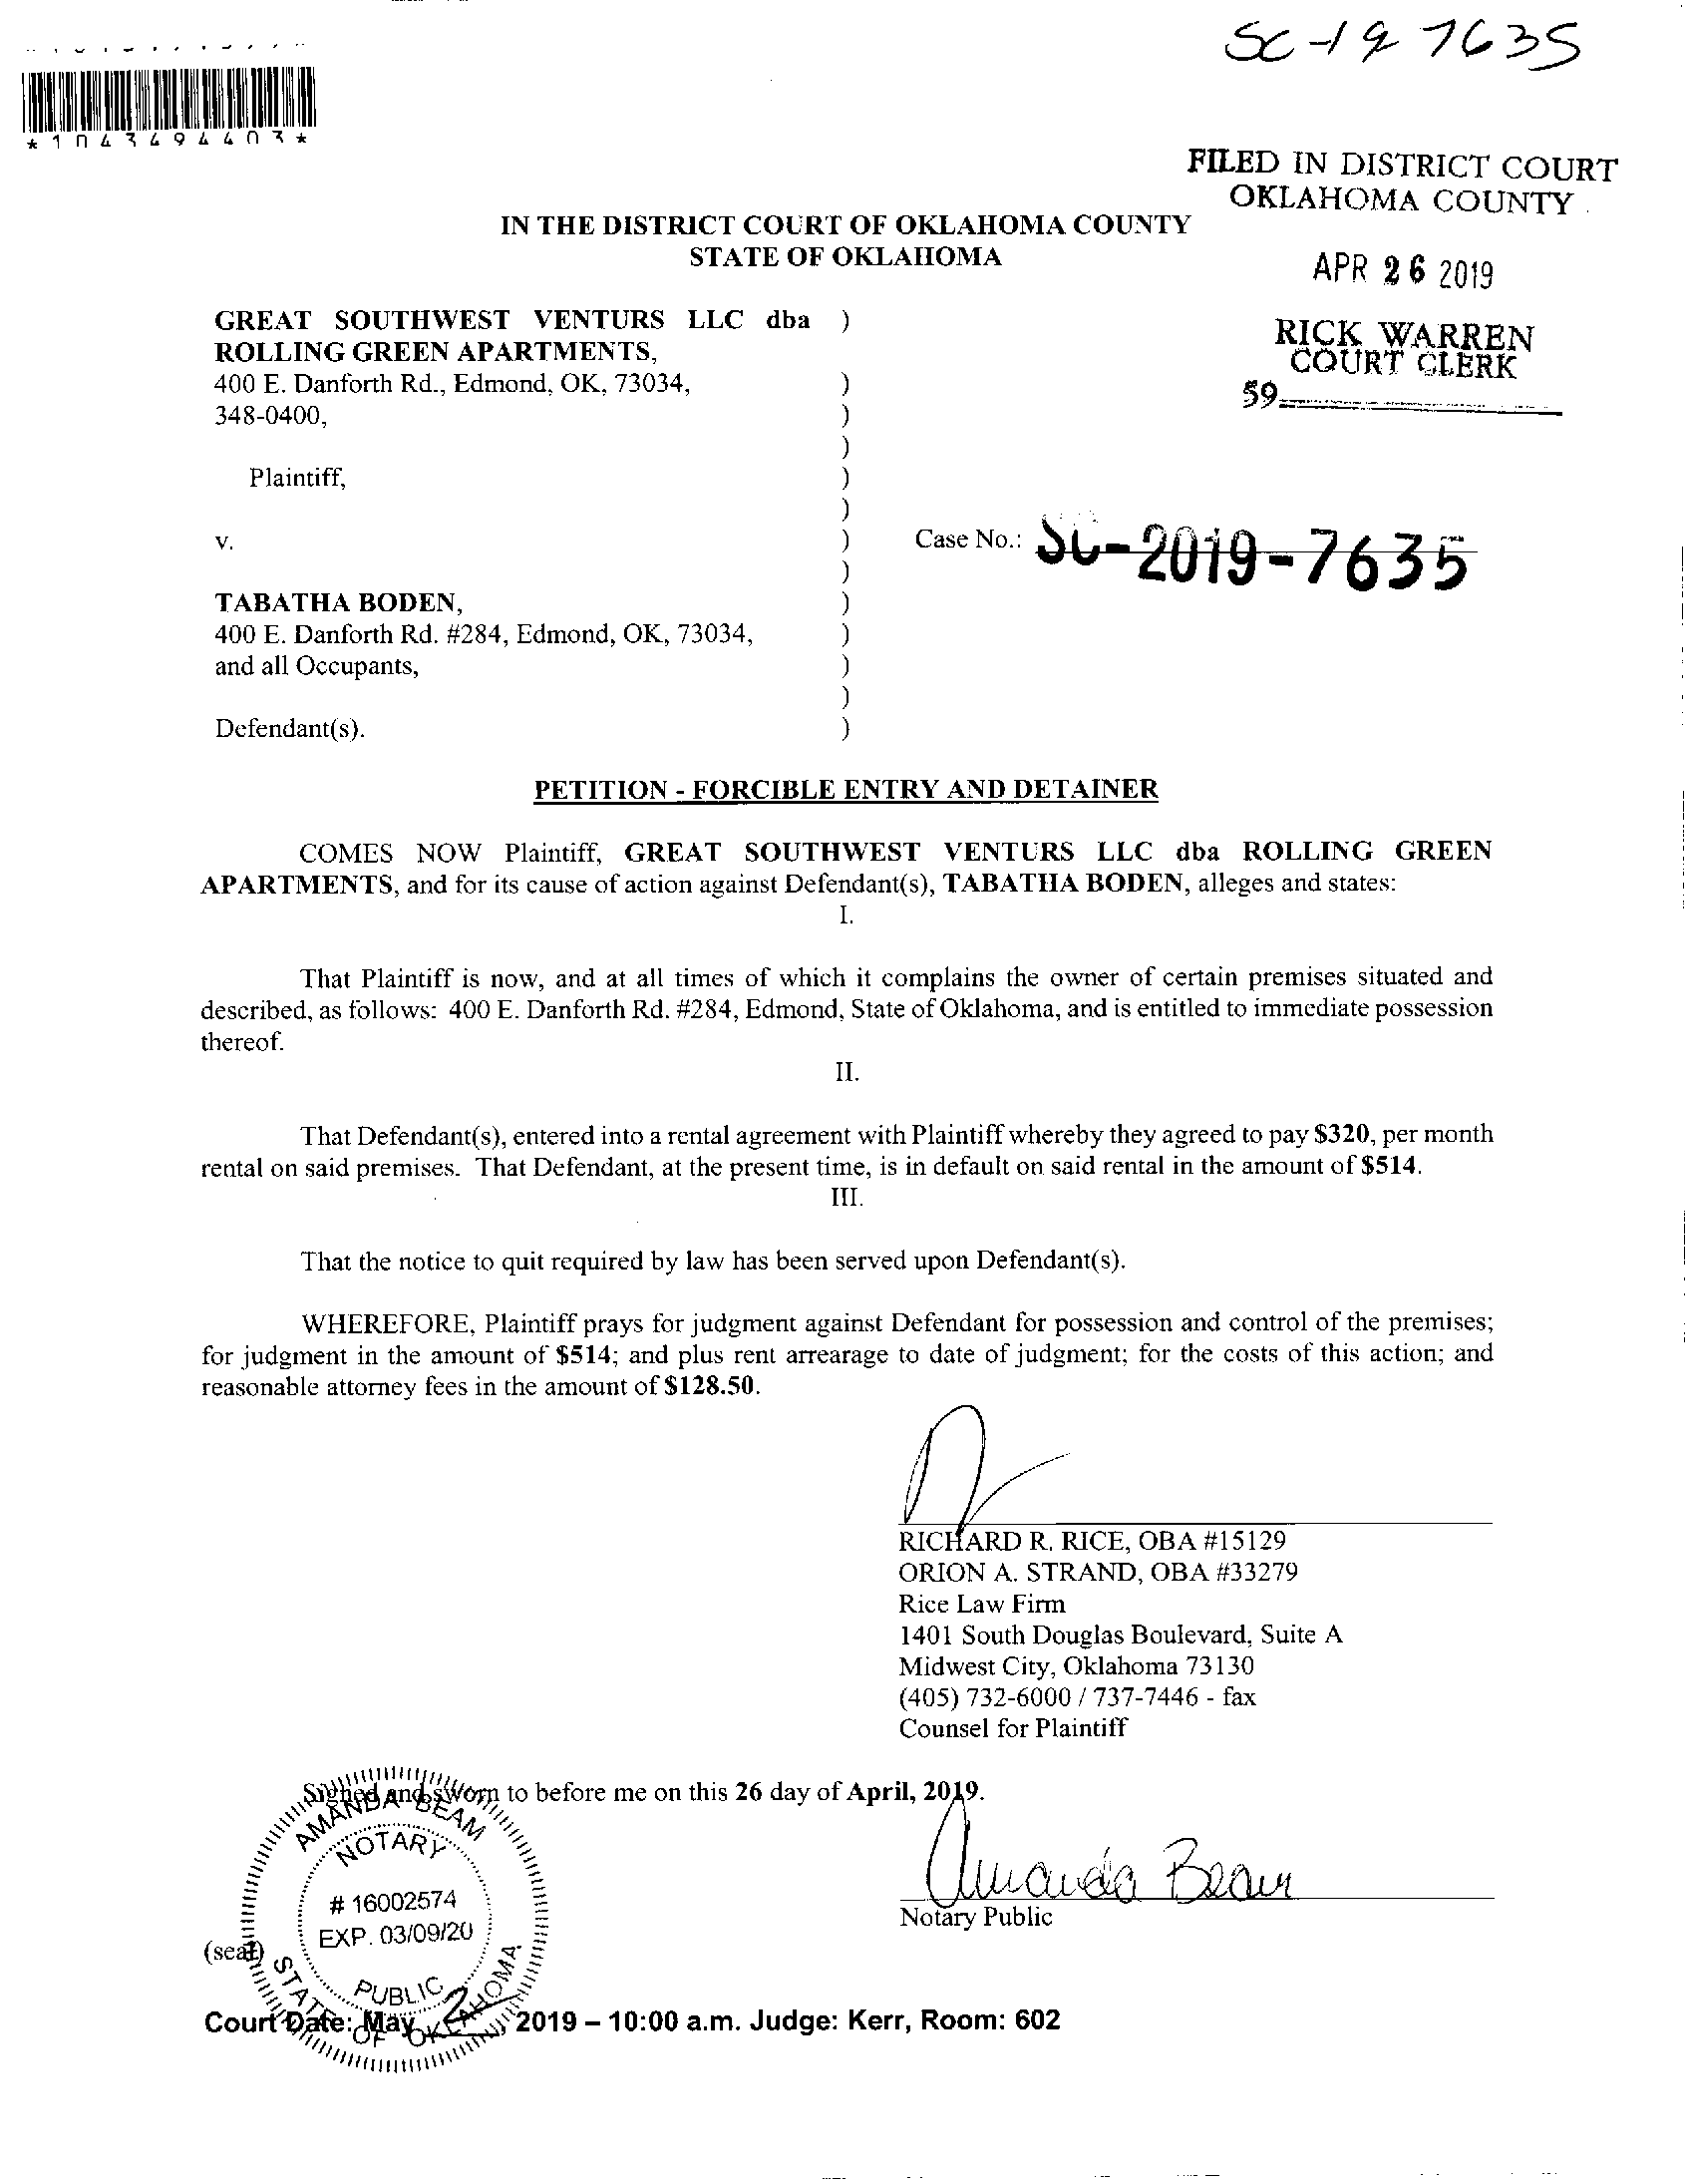 SC-19 7635
*1043494403*
FILED IN DISTRICT COURT
OKLAHOMA COUNTY
IN THE DISTRICT COURT OF OKLAHOMA COUNTY
STATE OF OKLAHOMA
APR 26 2019
RICK WARREN
COURT CLERK
59
GREAT SOUTHWEST VENTURS LLC dba )
ROLLING GREEN APARTMENTS,
400 E. Danforth Rd., Edmond, OK, 73034, )
348-0400, )
)
Plaintiff, )
)
v. ) Case No.: SC-2019-7635
)
TABATHA BODEN, )
400 E. Danforth Rd. #284, Edmond, OK, 73034, )
and all Occupants, )
)
Defendant(s). )
PETITION - FORCIBLE ENTRY AND DETAINER
COMES NOW Plaintiff, GREAT SOUTHWEST VENTURS LLC dba ROLLING GREEN
APARTMENTS, and for its cause of action against Defendant(s), TABATHA BODEN, alleges and states:
I.
That Plaintiff is now, and at all times of which it complains the owner of certain premises situated and
described, as follows: 400 E. Danforth Rd. #284, Edmond, State of Oklahoma, and is entitled to immediate possession
thereof.
II.
That Defendant(s), entered into a rental agreement with Plaintiff whereby they agreed to pay $320, per month
rental on said premises. That Defendant, at the present time, is in default on said rental in the amount of $514.
III.
That the notice to quit required by law has been served upon Defendant(s).
WHEREFORE, Plaintiff prays for judgment against Defendant for possession and control of the premises;
for judgment in the amount of $514; and plus rent arrearage to date of judgment; for the costs of this action; and
reasonable attorney fees in the amount of $128.50.
RICHARD R. RICE, OBA #15129
ORION A. STRAND, OBA #33279
Rice Law Firm
1401 South Douglas Boulevard, Suite A
Midwest City, Oklahoma 73130
(405) 732-6000 / 737-7446 - fax
Counsel for Plaintiff
Signed and sworn to before me on this 26 day of April, 2019.
AMANDA BEAM
NOTARY
# 16002574
EXP. 03/09/20
PUBLIC
STATE OF OKLAHOMA
Amanda Beam
Notary Public
(seal)
Court Date: May , 2019 – 10:00 a.m. Judge: Kerr, Room: 602